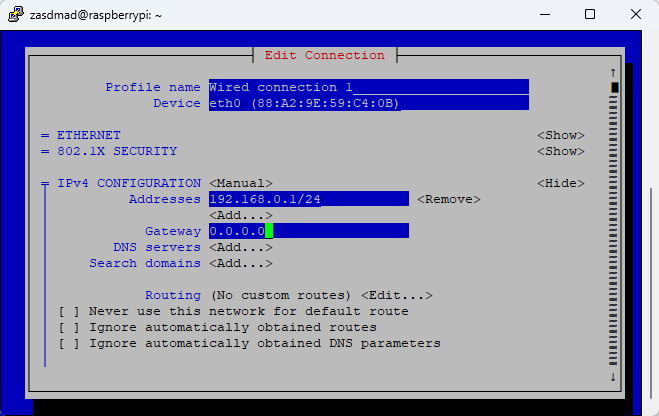 zasdmad@raspberrypi: ~
Edit Connection
Profile name Wired connection 1
Device eth0 (88:A2:9E:59:C4:0B)
= ETHERNET <Show>
= 802.1X SECURITY <Show>
= IPv4 CONFIGURATION <Manual> <Hide>
Addresses 192.168.0.1/24 <Remove>
<Add...>
Gateway 0.0.0.0
DNS servers <Add...>
Search domains <Add...>
Routing (No custom routes) <Edit...>
[ ] Never use this network for default route
[ ] Ignore automatically obtained routes
[ ] Ignore automatically obtained DNS parameters